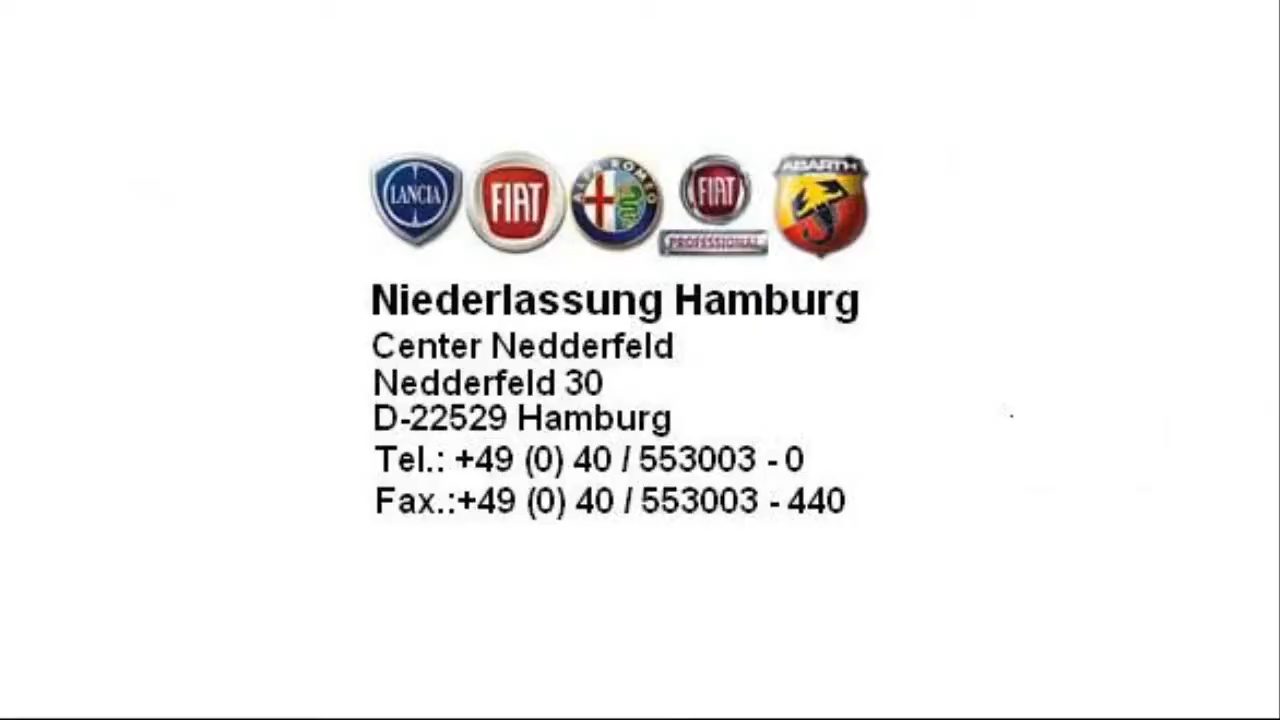 LANCIA FIAT ALFA ROMEO FIAT ABARTH
PROFESSIONAL
Niederlassung Hamburg
Center Nedderfeld
Nedderfeld 30
D-22529 Hamburg
Tel.: +49 (0) 40 / 553003 - 0
Fax.:+49 (0) 40 / 553003 - 440